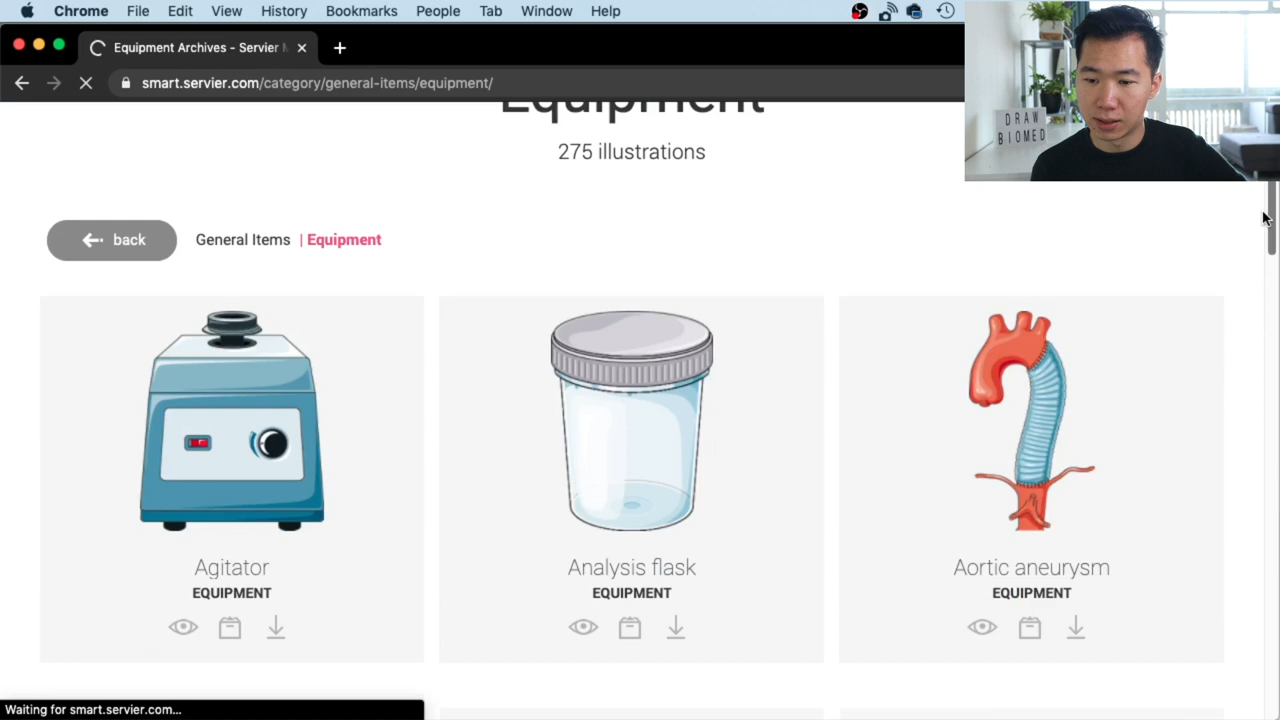 Chrome File Edit View History Bookmarks People Tab Window Help
Equipment Archives - Servier
smart.servier.com/category/general-items/equipment/
DRAW
BIOMED
Equipment
275 illustrations
back General Items | Equipment
Agitator
EQUIPMENT
Analysis flask
EQUIPMENT
Aortic aneurysm
EQUIPMENT
Waiting for smart.servier.com...